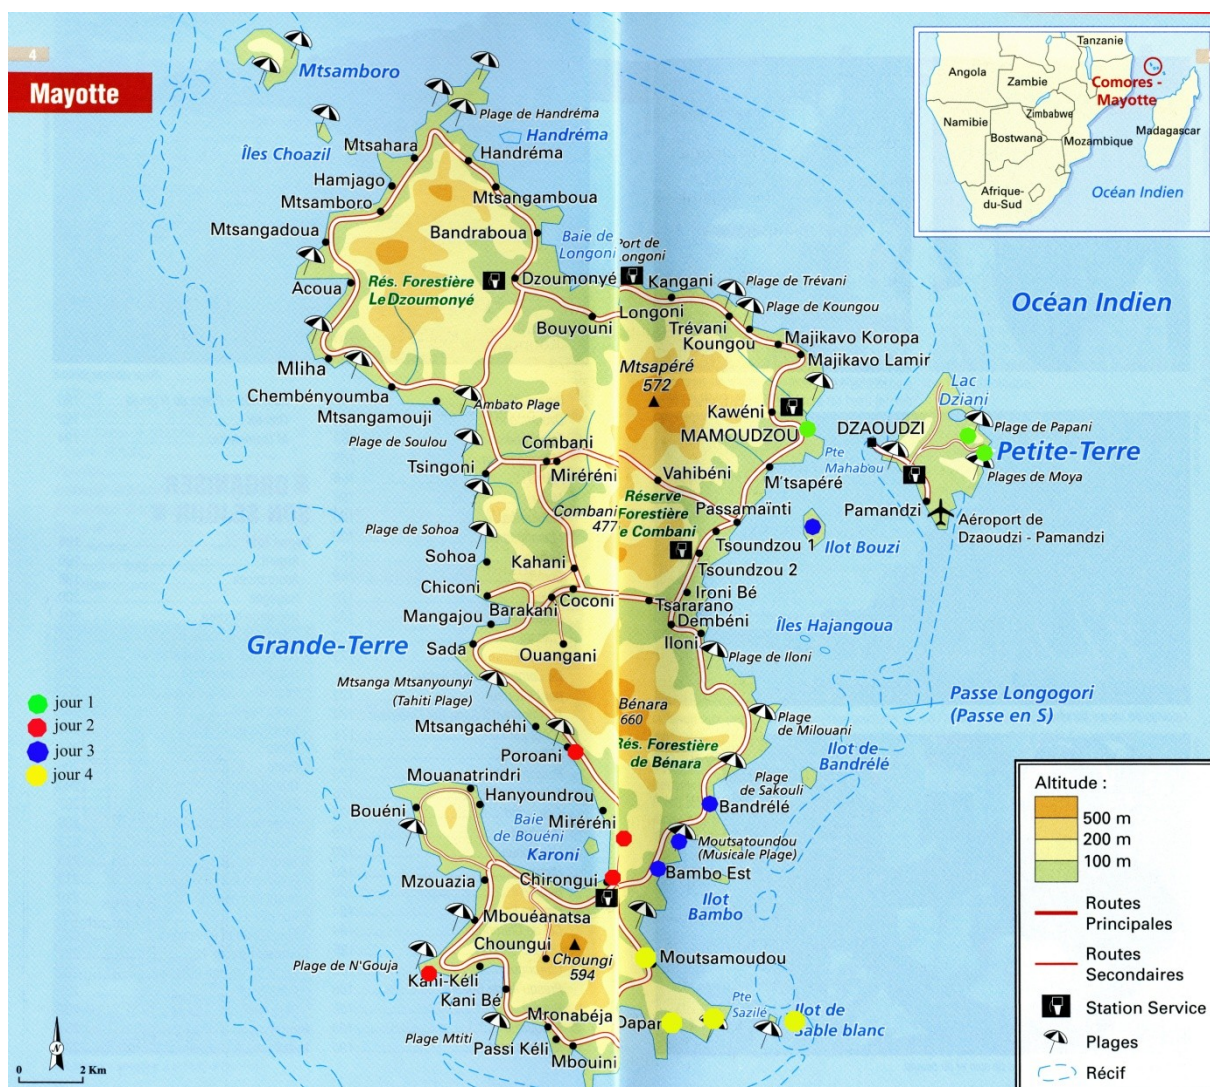 4
Mayotte
Mtsamboro
Plage de Handréma
Handréma
Îles Choazil
Mtsahara
Handréma
Hamjago
Mtsamboro
Mtsangamboua
Mtsangadoua
Bandraboua
Baie de
Longoni
Port de
Longoni
Acoua
Rés. Forestière
Le Dzoumonyé
Dzoumonyé
Kangani
Plage de Trévani
Plage de Koungou
Bouyouni
Longoni
Trévani
Koungou
Majikavo Koropa
Majikavo Lamir
Mliha
Mtsapéré
572
Chembényoumba
Mtsangamouji
Ambato Plage
Kawéni
MAMOUDZOU
Plage de Soulou
Combani
Miréréni
Tsingoni
Vahibéni
M'tsapéré
Pte
Mahabou
DZAOUDZI
Lac
Dziani
Plage de Papani
Petite-Terre
Plages de Moya
Pamandzi
Aéroport de
Dzaoudzi - Pamandzi
Combani
477
Réserve
Forestière
e Combani
Passamaïnti
Plage de Sohoa
Sohoa
Kahani
Tsoundzou 1
Tsoundzou 2
Ilot Bouzi
Chiconi
Barakani
Coconi
Ironi Bé
Tsararano
Dembéni
Mangajou
Iloni
Îles Hajangoua
Grande-Terre
Sada
Ouangani
Plage de Iloni
Mtsanga Mtsanyounyi
(Tahiti Plage)
Passe Longogori
(Passe en S)
Mtsangachéhi
Bénara
660
Plage
de Milouani
Poroani
Rés. Forestière
de Bénara
Ilot de
Bandrélé
Mouanatrindri
Hanyoundrou
Plage
de Sakouli
Bouéni
Miréréni
Bandrélé
Baie
de Bouéni
Karoni
Moutsatoundou
(Musicale Plage)
Mzouazia
Chirongui
Bambo Est
Ilot
Bambo
Mbouéanatsa
Choungui
Choungi
594
Moutsamoudou
Plage de N'Gouja
Kani-Kéli
Kani Bé
Mronabéja
Dapan
Pte
Sazilé
Ilot de
Sable blanc
Plage Mtiti
Passi Kéli
Mbouini
jour 1
jour 2
jour 3
jour 4
N
0 2 Km
Océan Indien
Tanzanie
Angola
Zambie
Comores -
Mayotte
Namibie
Zimbabwe
Bostwana
Mozambique
Madagascar
Afrique-
du-Sud
Océan Indien
Altitude :
500 m
200 m
100 m
Routes
Principales
Routes
Secondaires
Station Service
Plages
Récif